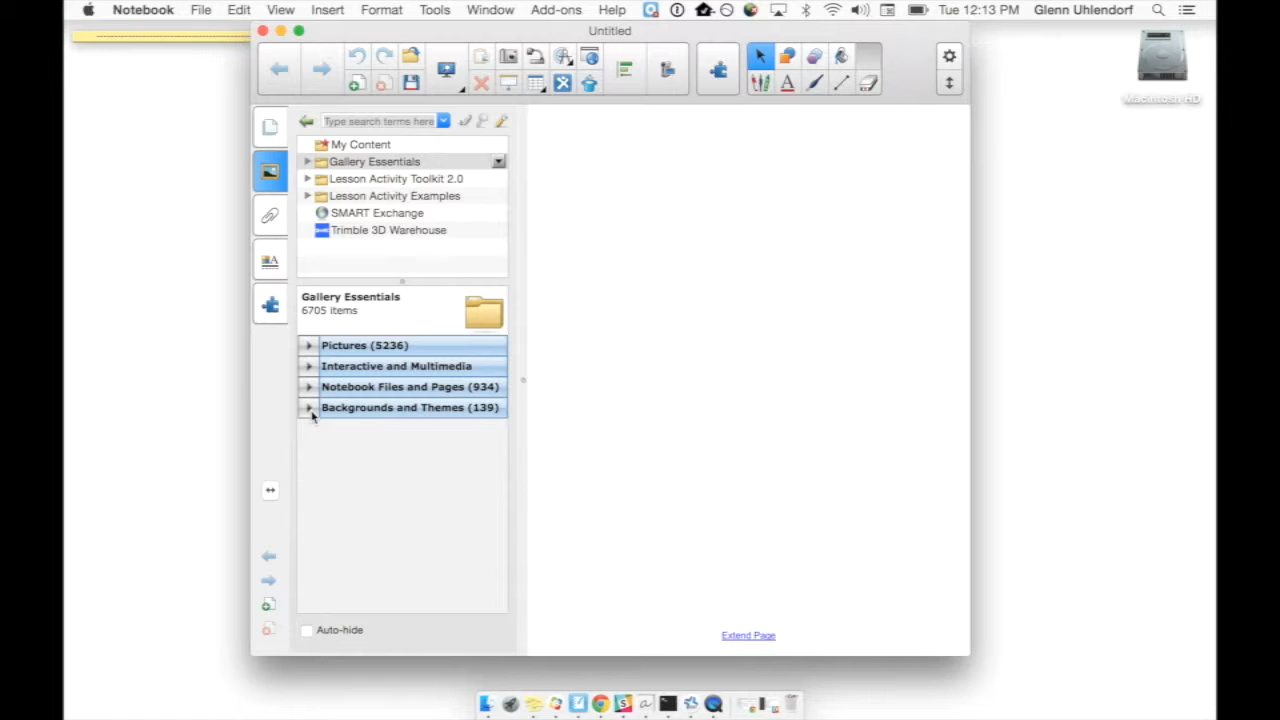 Notebook File Edit View Insert Format Tools Window Add-ons Help Tue 12:13 PM Glenn Uhlendorf
Untitled
Macintosh HD
Type search terms here
My Content
Gallery Essentials
Lesson Activity Toolkit 2.0
Lesson Activity Examples
SMART Exchange
Trimble 3D Warehouse
Gallery Essentials
6705 items
Pictures (5236)
Interactive and Multimedia
Notebook Files and Pages (934)
Backgrounds and Themes (139)
Auto-hide
Extend Page